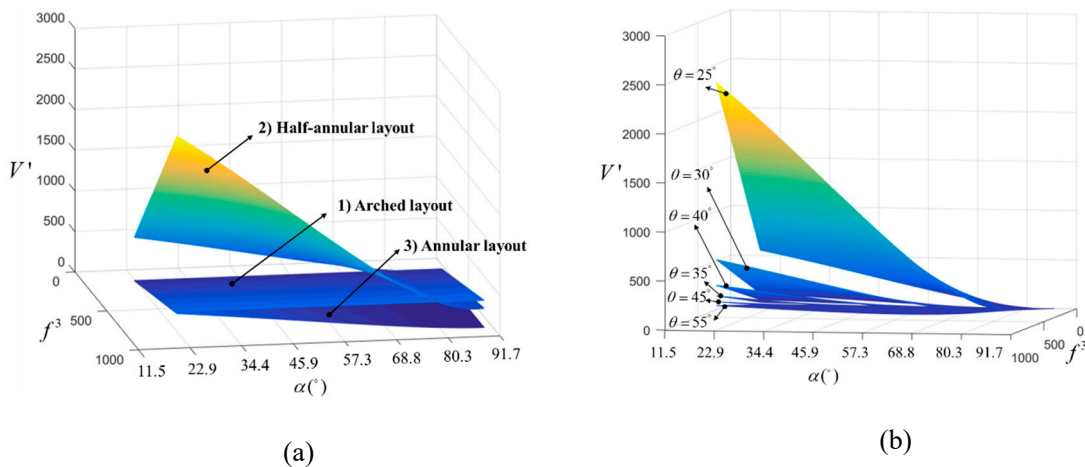 3000
2500
2000
1500
1000
500
0
V'
2) Half-annular layout
1) Arched layout
3) Annular layout
0
500
1000
f³
11.5 22.9 34.4 45.9 57.3 68.8 80.3 91.7
α(°)
(a)
3000
2500
2000
1500
1000
500
0
V'
θ = 25°
θ = 30°
θ = 40°
θ = 35°
θ = 45°
θ = 55°
11.5 22.9 34.4 45.9 57.3 68.8 80.3 91.7
α(°)
1000
500
0
f³
(b)